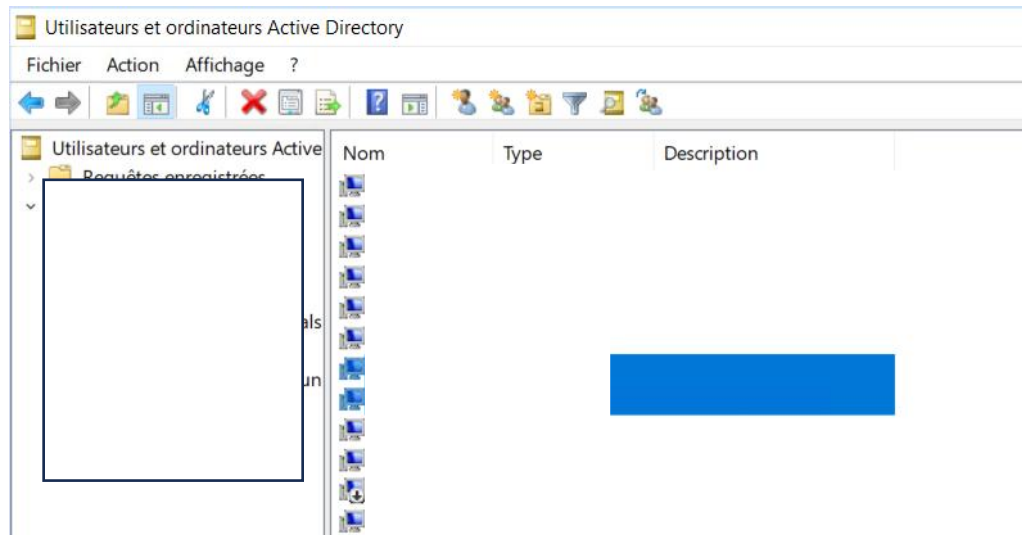 Utilisateurs et ordinateurs Active Directory
Fichier Action Affichage ?
Utilisateurs et ordinateurs Active
Nom Type Description
Requêtes enregistrées
als
un